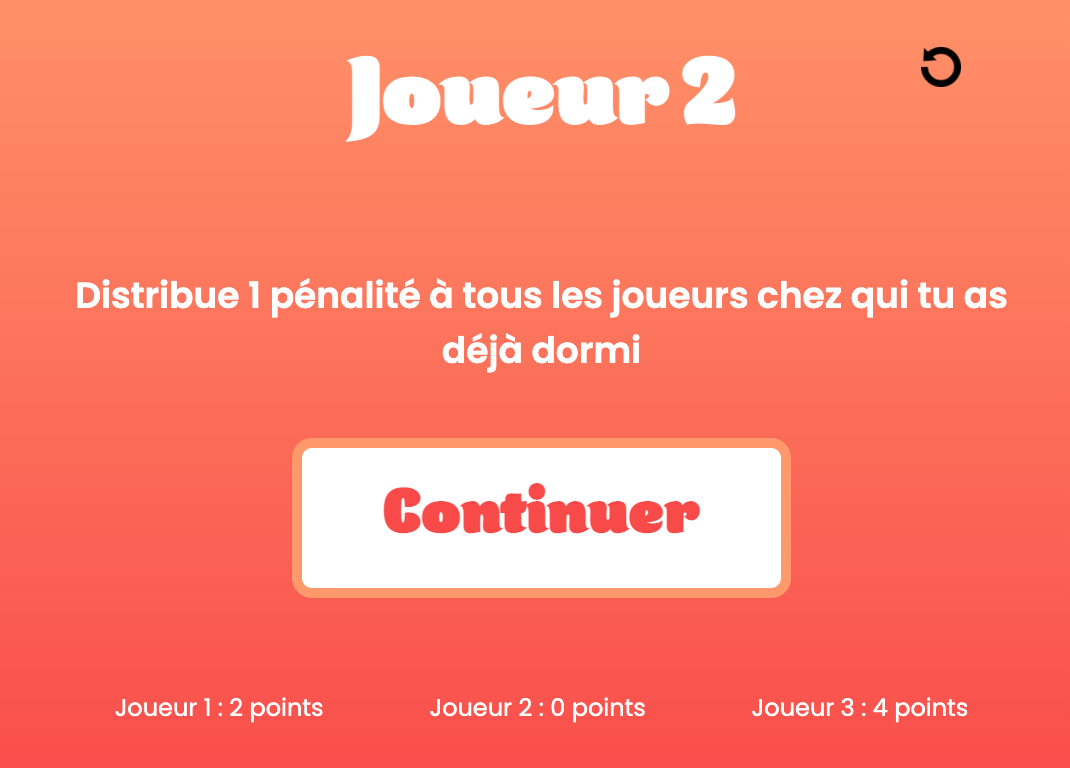 Joueur 2
Distribue 1 pénalité à tous les joueurs chez qui tu as
déjà dormi
Continuer
Joueur 1 : 2 points
Joueur 2 : 0 points
Joueur 3 : 4 points